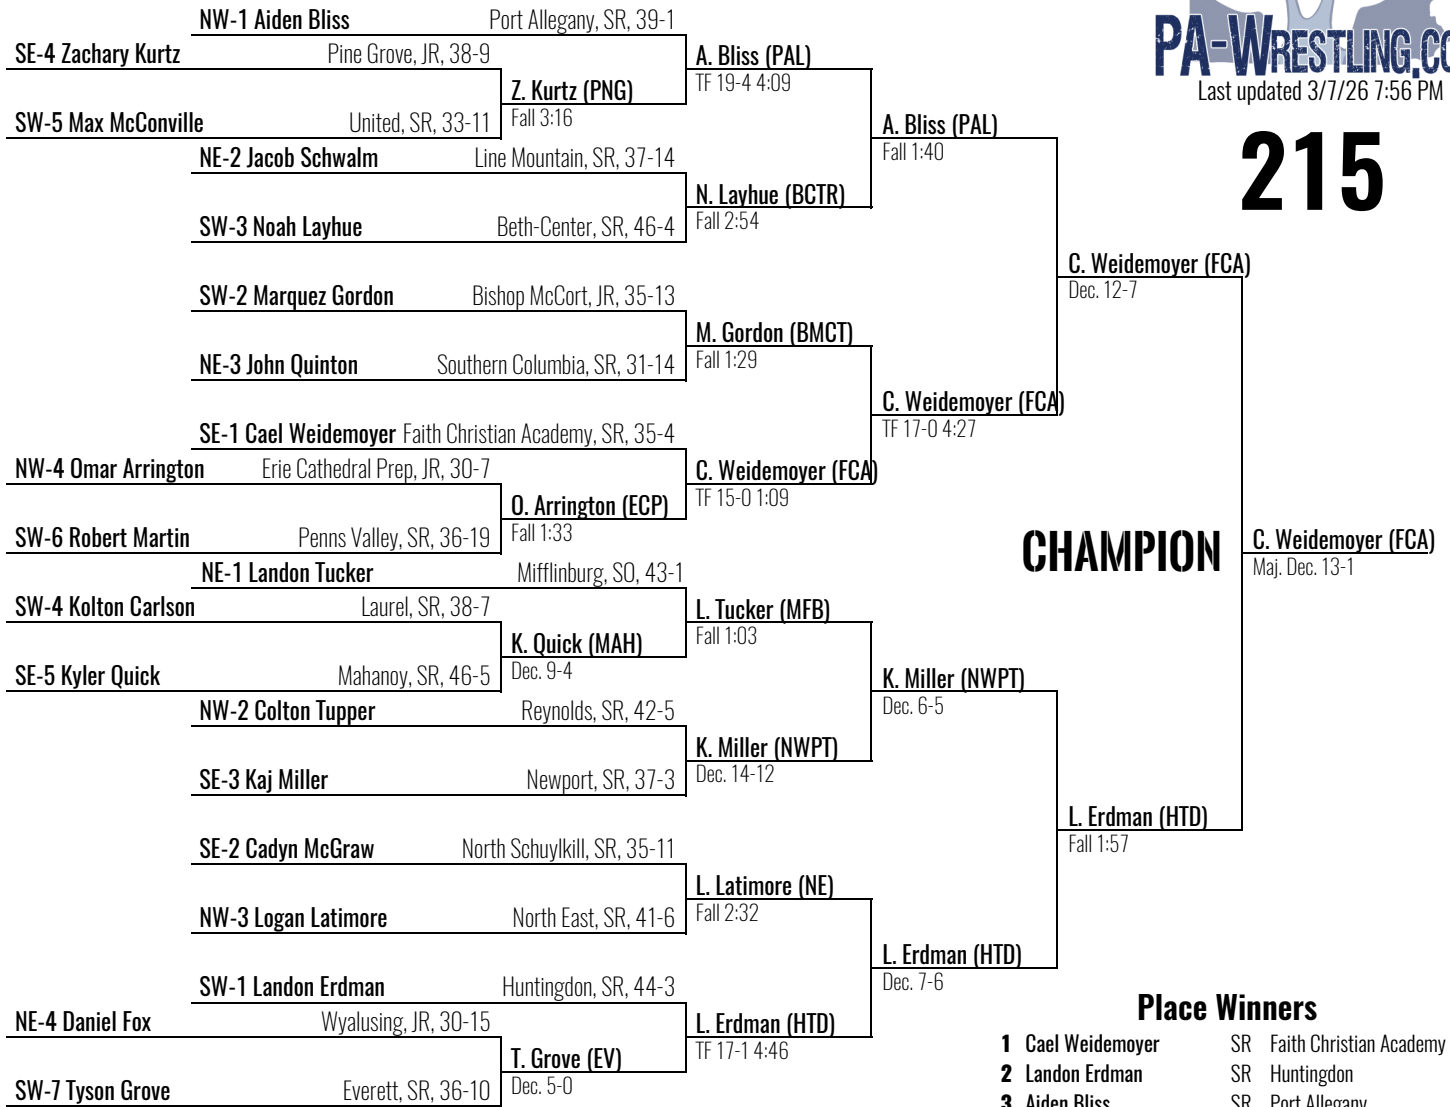 NW-1 Aiden Bliss Port Allegany, SR, 39-1
SE-4 Zachary Kurtz Pine Grove, JR, 38-9
A. Bliss (PAL)
TF 19-4 4:09
Z. Kurtz (PNG)
Fall 3:16
SW-5 Max McConville United, SR, 33-11
A. Bliss (PAL)
Fall 1:40
NE-2 Jacob Schwalm Line Mountain, SR, 37-14
N. Layhue (BCTR)
Fall 2:54
SW-3 Noah Layhue Beth-Center, SR, 46-4
PA-WRESTLING.CO
Last updated 3/7/26 7:56 PM
215
C. Weidemoyer (FCA)
Dec. 12-7
SW-2 Marquez Gordon Bishop McCort, JR, 35-13
M. Gordon (BMCT)
Fall 1:29
NE-3 John Quinton Southern Columbia, SR, 31-14
C. Weidemoyer (FCA)
TF 17-0 4:27
SE-1 Cael Weidemoyer Faith Christian Academy, SR, 35-4
NW-4 Omar Arrington Erie Cathedral Prep, JR, 30-7
C. Weidemoyer (FCA)
TF 15-0 1:09
O. Arrington (ECP)
Fall 1:33
SW-6 Robert Martin Penns Valley, SR, 36-19
CHAMPION
C. Weidemoyer (FCA)
Maj. Dec. 13-1
NE-1 Landon Tucker Mifflinburg, SO, 43-1
SW-4 Kolton Carlson Laurel, SR, 38-7
L. Tucker (MFB)
Fall 1:03
K. Quick (MAH)
Dec. 9-4
SE-5 Kyler Quick Mahanoy, SR, 46-5
K. Miller (NWPT)
Dec. 6-5
NW-2 Colton Tupper Reynolds, SR, 42-5
K. Miller (NWPT)
Dec. 14-12
SE-3 Kaj Miller Newport, SR, 37-3
L. Erdman (HTD)
Fall 1:57
SE-2 Cadyn McGraw North Schuylkill, SR, 35-11
L. Latimore (NE)
Fall 2:32
NW-3 Logan Latimore North East, SR, 41-6
L. Erdman (HTD)
Dec. 7-6
SW-1 Landon Erdman Huntingdon, SR, 44-3
NE-4 Daniel Fox Wyalusing, JR, 30-15
L. Erdman (HTD)
TF 17-1 4:46
T. Grove (EV)
Dec. 5-0
SW-7 Tyson Grove Everett, SR, 36-10
Place Winners
1 Cael Weidemoyer SR Faith Christian Academy
2 Landon Erdman SR Huntingdon
3 Aiden Bliss SR Port Allegany